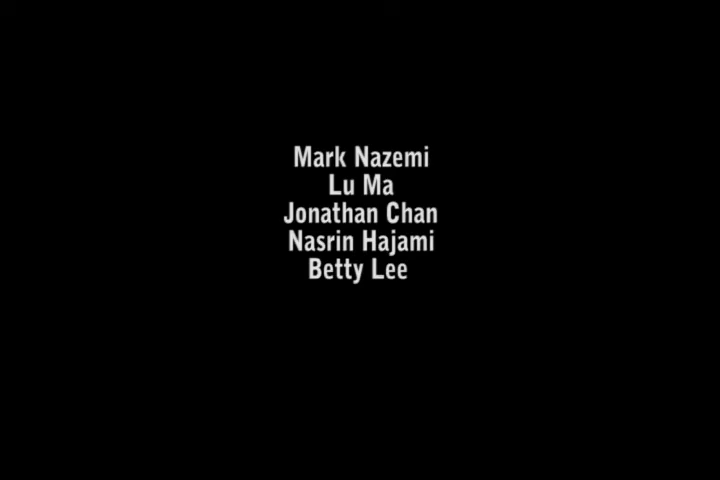 Mark Nazemi
Lu Ma
Jonathan Chan
Nasrin Hajami
Betty Lee